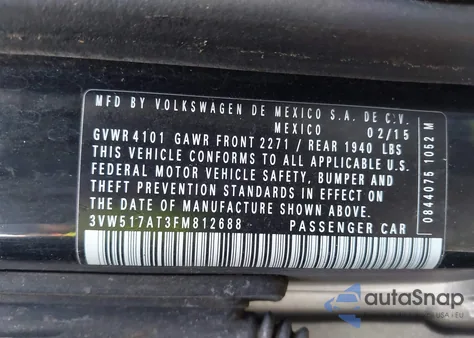 MFD BY VOLKSWAGEN DE MEXICO S.A. DE C.V.
MEXICO 02/15
GVWR 4101 GAWR FRONT 2271 / REAR 1940 LBS
THIS VEHICLE CONFORMS TO ALL APPLICABLE U.S.
FEDERAL MOTOR VEHICLE SAFETY, BUMPER AND
THEFT PREVENTION STANDARDS IN EFFECT ON
THE DATE OF MANUFACTURE SHOWN ABOVE.
3VW517AT3FM812688 PASSENGER CAR
0844075 1052 M
autoSnap
USA - EU